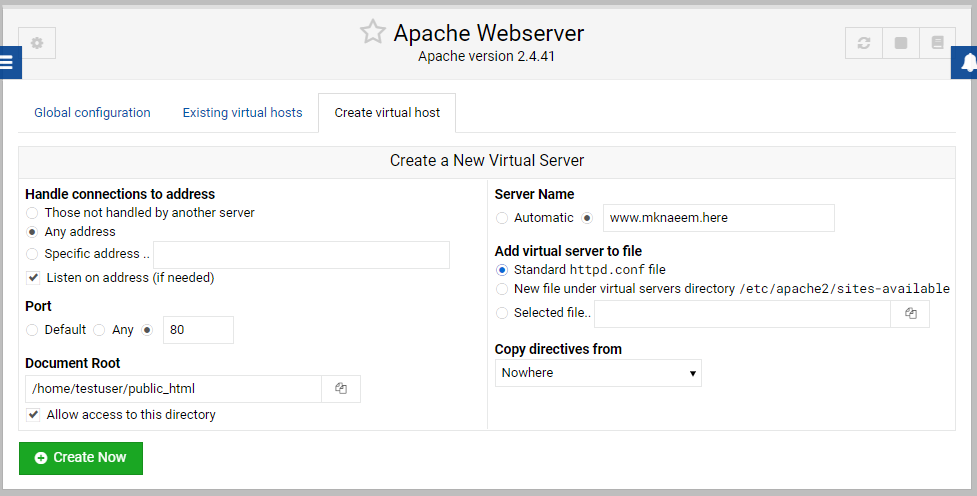 Apache Webserver
Apache version 2.4.41
Global configuration
Existing virtual hosts
Create virtual host
Create a New Virtual Server
Handle connections to address
Those not handled by another server
Any address
Specific address ..
Listen on address (if needed)
Port
Default Any 80
Document Root
/home/testuser/public_html
Allow access to this directory
Server Name
Automatic www.mknaeem.here
Add virtual server to file
Standard httpd.conf file
New file under virtual servers directory /etc/apache2/sites-available
Selected file..
Copy directives from
Nowhere
Create Now